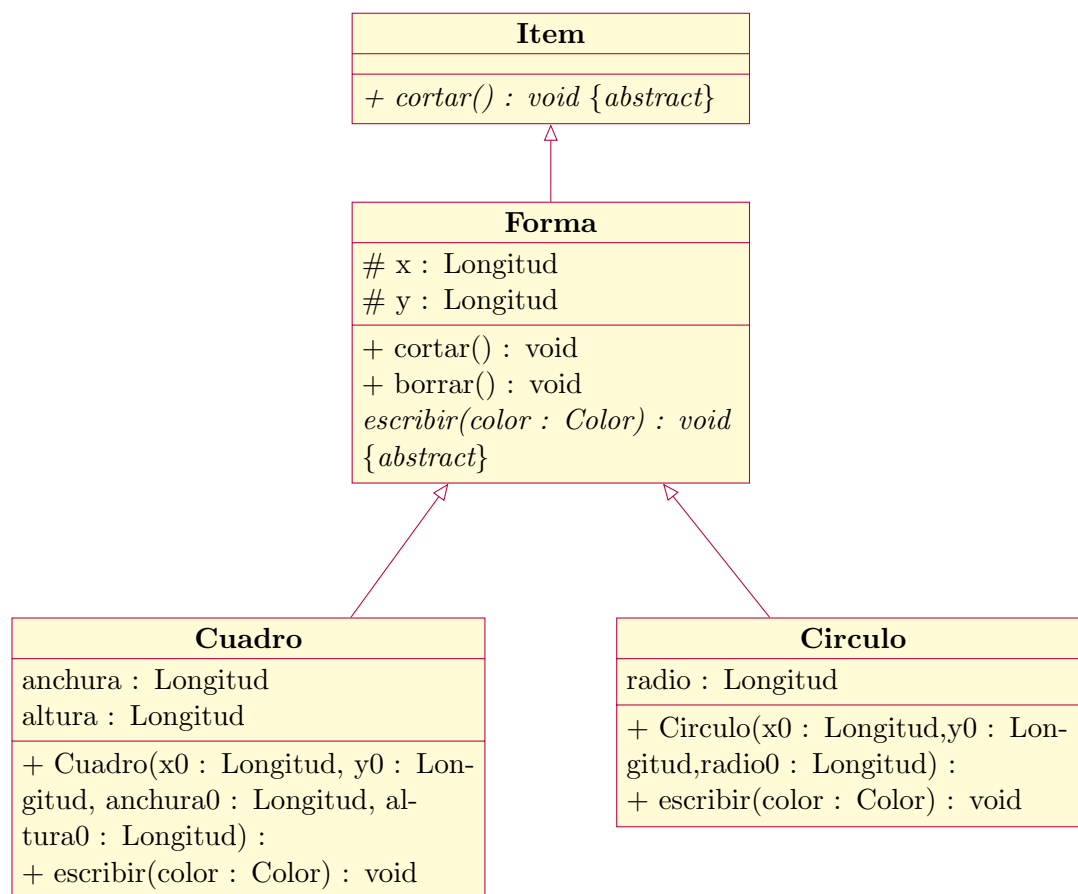 Item
+ cortar() : void {abstract}
Forma
# x : Longitud
# y : Longitud
+ cortar() : void
+ borrar() : void
escribir(color : Color) : void
{abstract}
Cuadro
anchura : Longitud
altura : Longitud
+ Cuadro(x0 : Longitud, y0 : Lon-
gitud, anchura0 : Longitud, al-
tura0 : Longitud) :
+ escribir(color : Color) : void
Circulo
radio : Longitud
+ Circulo(x0 : Longitud,y0 : Lon-
gitud,radio0 : Longitud) :
+ escribir(color : Color) : void